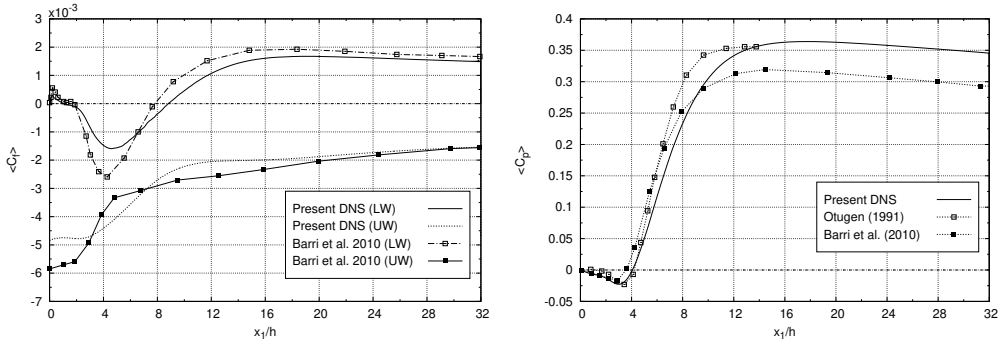 x10⁻³
3
2
1
0
-1
-2
-3
-4
-5
-6
-7
<C_f>
0 4 8 12 16 20 24 28 32
x₁/h
Present DNS (LW)
Present DNS (UW)
Barri et al. 2010 (LW)
Barri et al. 2010 (UW)
0.4
0.35
0.3
0.25
0.2
0.15
0.1
0.05
0
-0.05
<C_p>
0 4 8 12 16 20 24 28 32
x₁/h
Present DNS
Otugen (1991)
Barri et al. (2010)